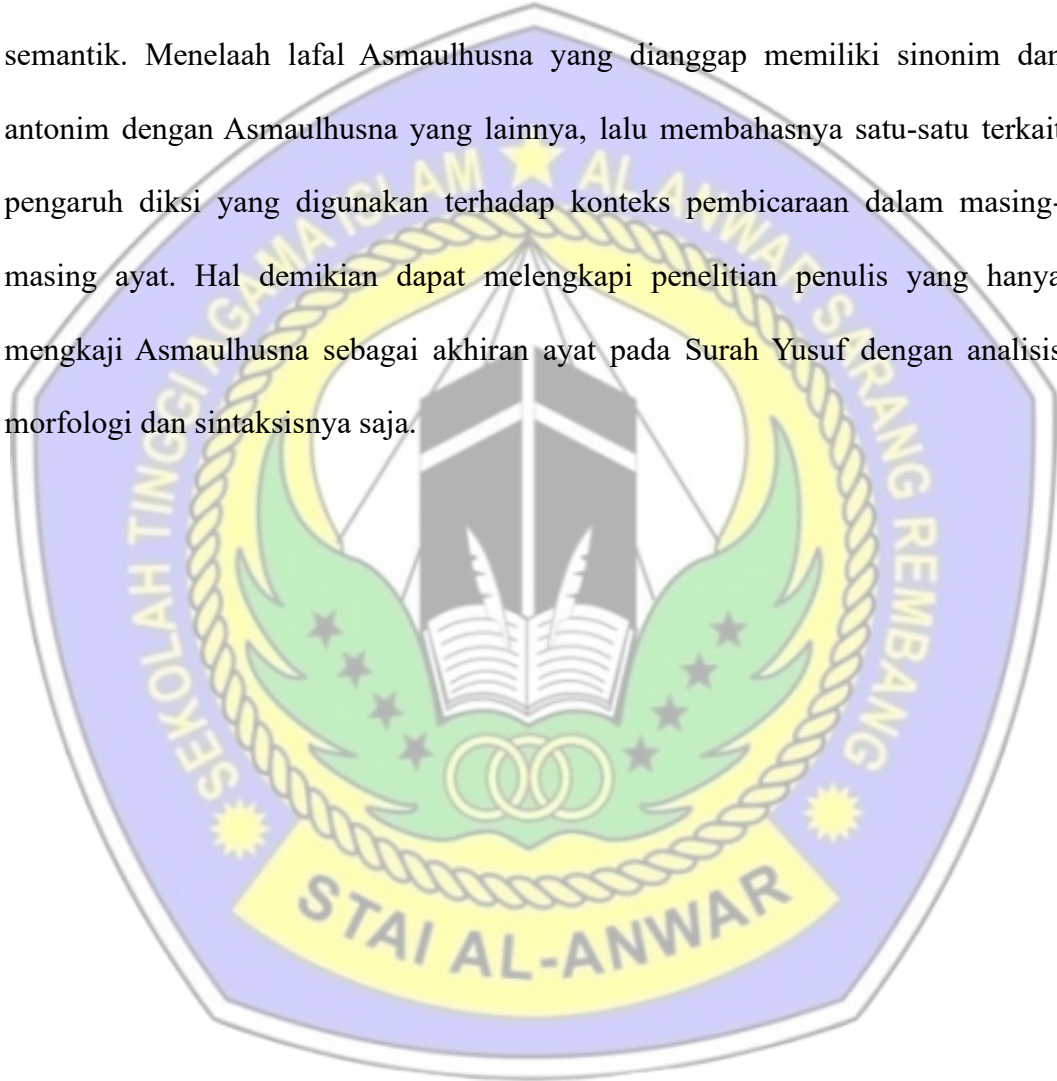 semantik. Menelaah lafal Asmaulhusna yang dianggap memiliki sinonim dan
antonim dengan Asmaulhusna yang lainnya, lalu membahasnya satu-satu terkait
pengaruh diksi yang digunakan terhadap konteks pembicaraan dalam masing-
masing ayat. Hal demikian dapat melengkapi penelitian penulis yang hanya
mengkaji Asmaulhusna sebagai akhiran ayat pada Surah Yusuf dengan analisis
morfologi dan sintaksisnya saja.
SEKOLAH TINGGI AGAMA ISLAM ★ AL ANWAR SARANG REMBANG
STAI AL-ANWAR